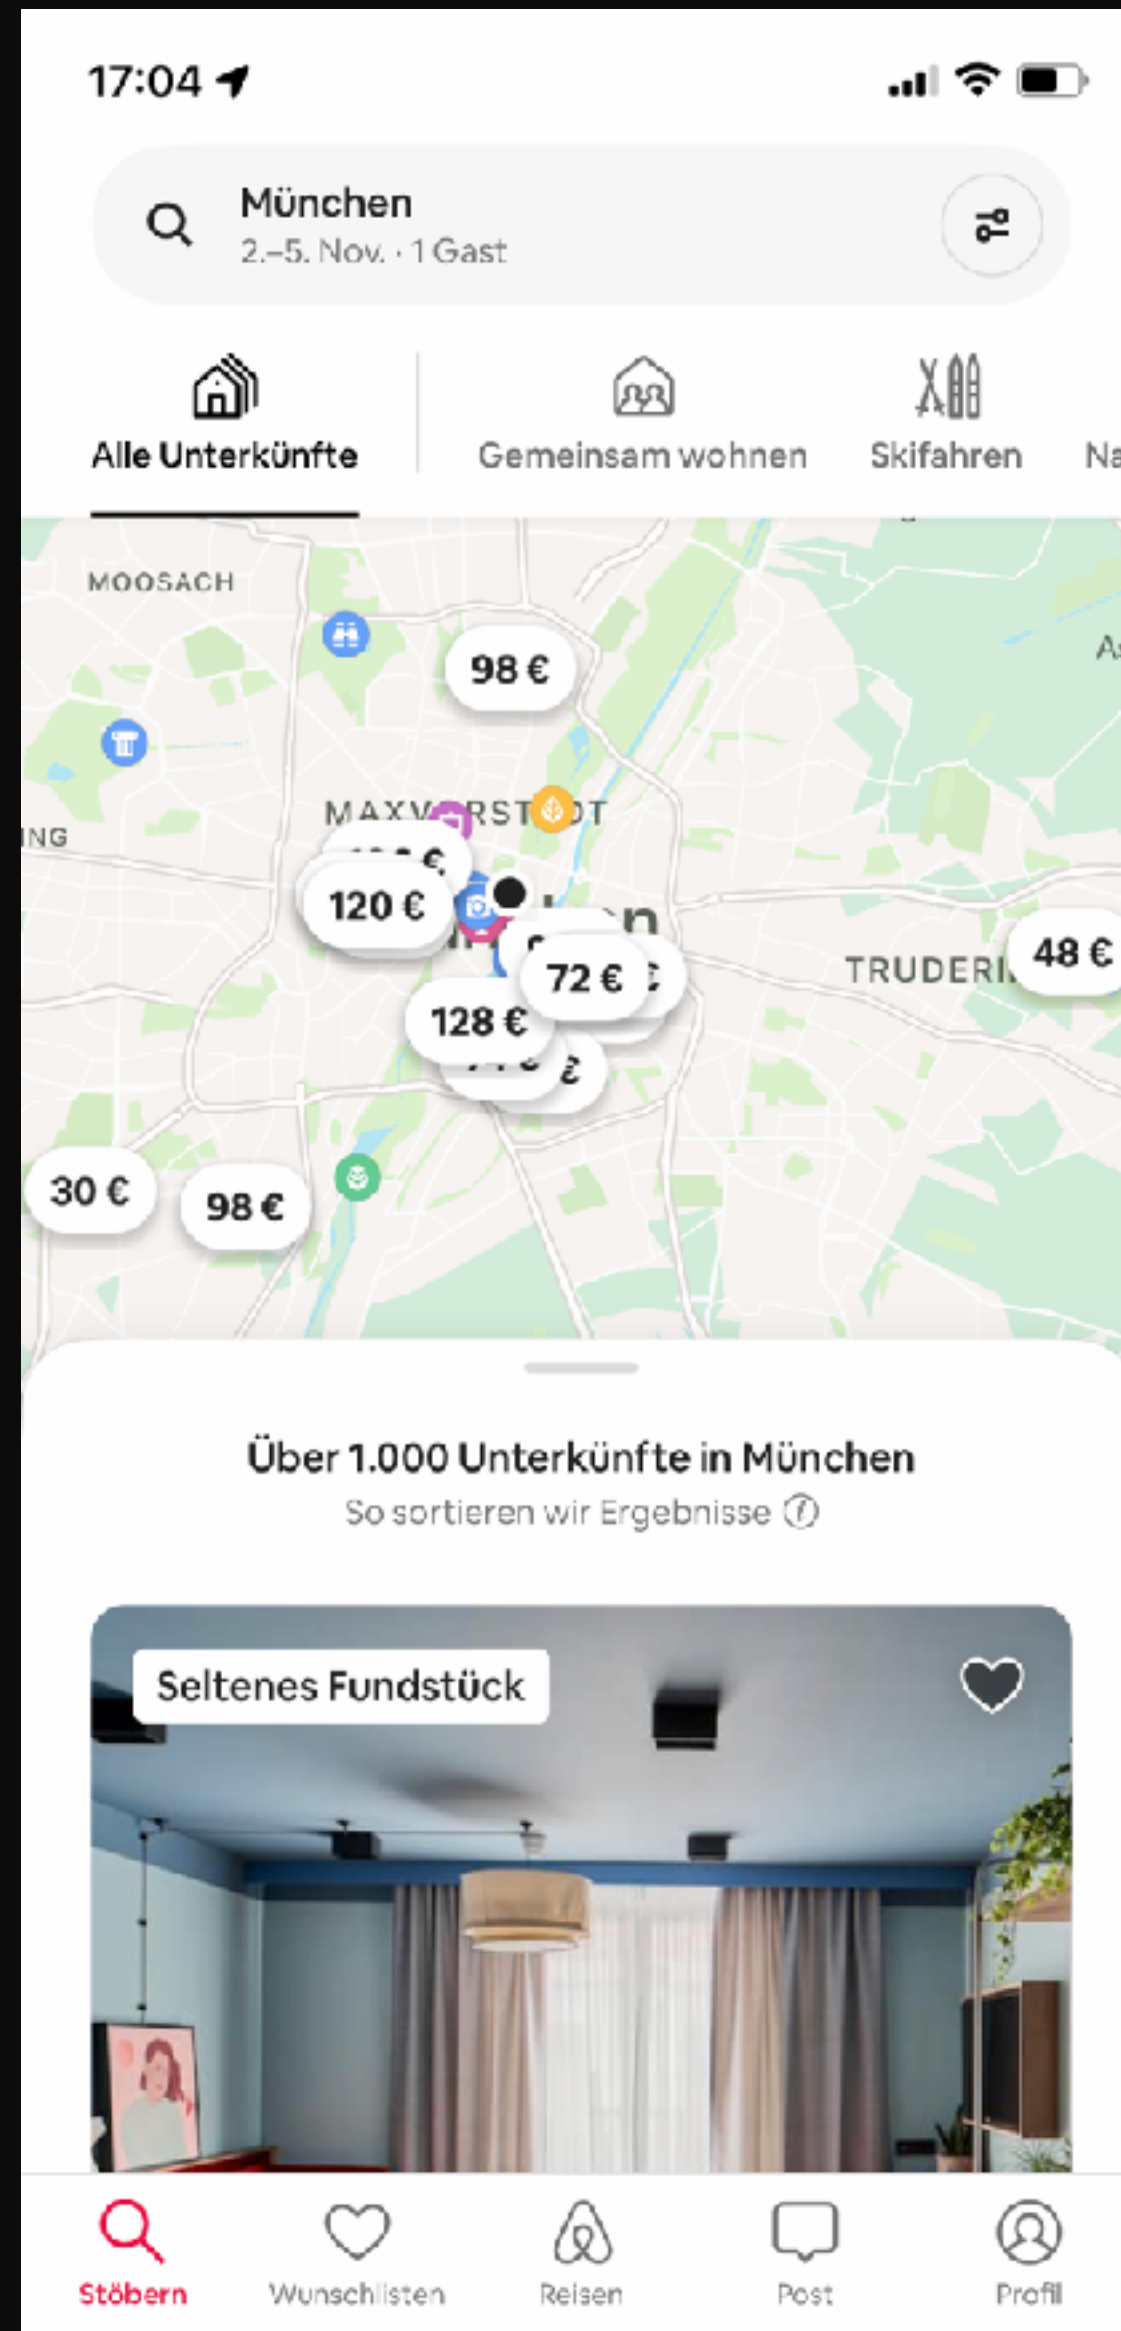 17:04
München
2.–5. Nov. · 1 Gast
Alle Unterkünfte
Gemeinsam wohnen
Skifahren
MOOSACH
98 €
120 €
72 €
48 €
128 €
30 €
98 €
Über 1.000 Unterkünfte in München
So sortieren wir Ergebnisse
Seltenes Fundstück
Stöbern
Wunschlisten
Reisen
Post
Profil